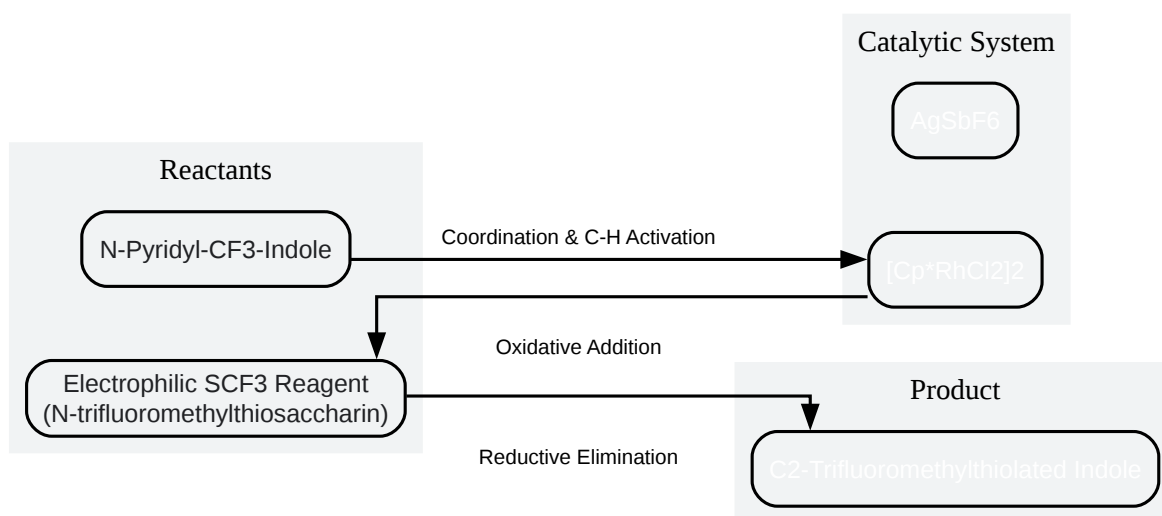 Catalytic System
AgSbF6
Reactants
N-Pyridyl-CF3-Indole
Coordination & C-H Activation
[Cp*RhCl2]2
Oxidative Addition
Electrophilic SCF3 Reagent
(N-trifluoromethylthiosaccharin)
Product
Reductive Elimination
C2-Trifluoromethylthiolated Indole